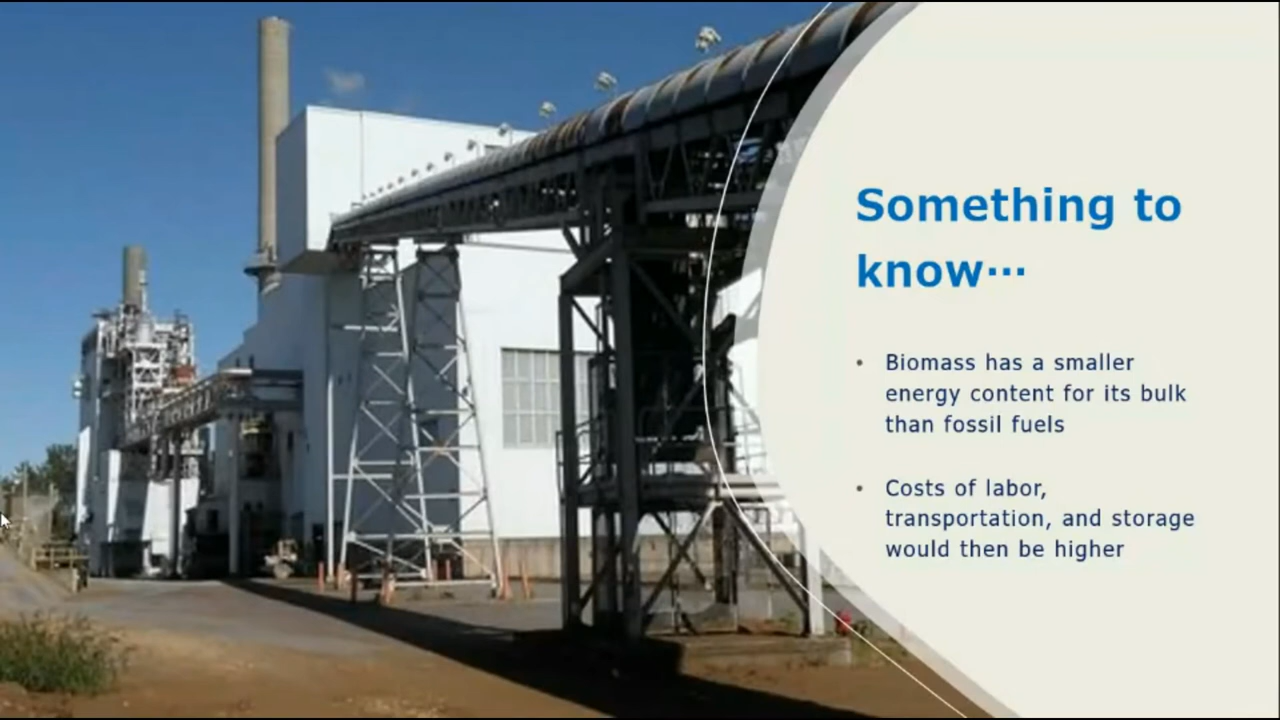 Something to
know···
• Biomass has a smaller
energy content for its bulk
than fossil fuels
• Costs of labor,
transportation, and storage
would then be higher